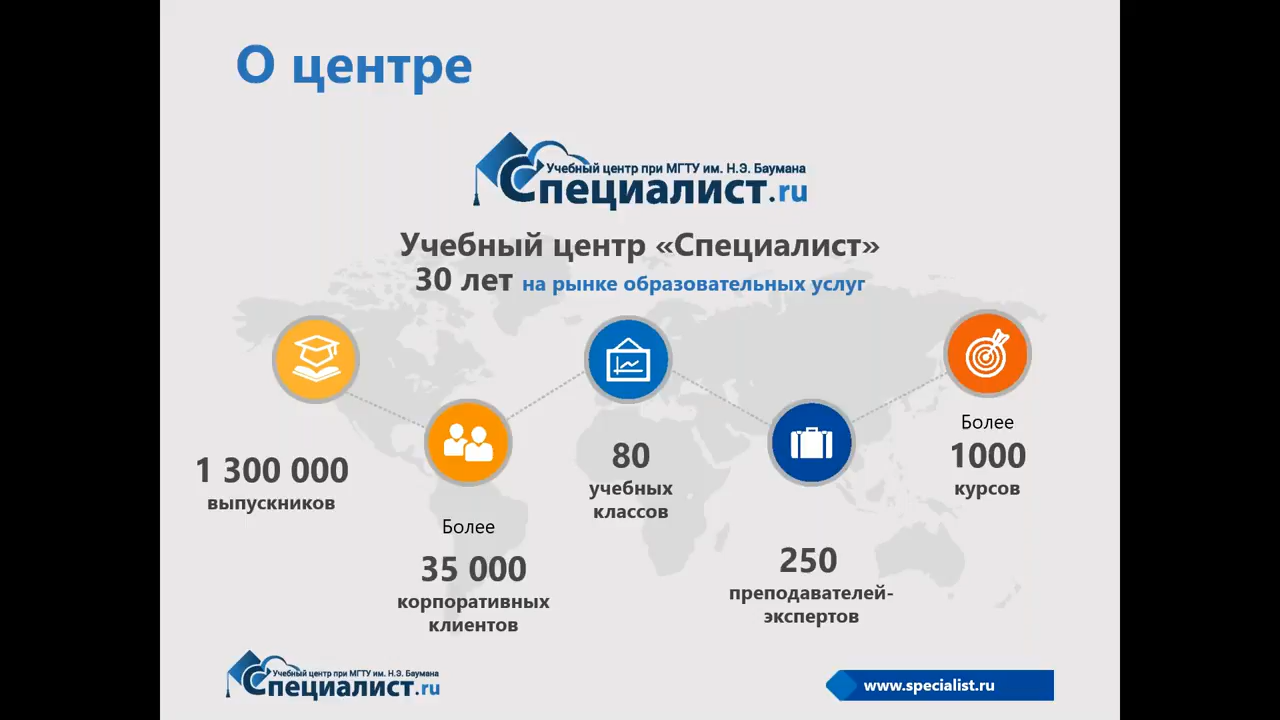 О центре
Учебный центр при МГТУ им. Н.Э. Баумана
Специалист.ru
Учебный центр «Специалист»
30 лет на рынке образовательных услуг
1 300 000
выпускников
Более
35 000
корпоративных
клиентов
80
учебных
классов
250
преподавателей-
экспертов
Более
1000
курсов
Учебный центр при МГТУ им. Н.Э. Баумана
Специалист.ru
www.specialist.ru